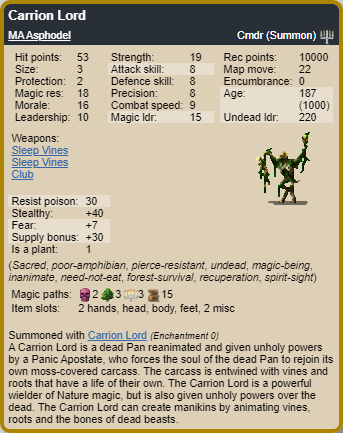 Carrion Lord
MA Asphodel Cmdr (Summon)
Hit points: 53 Strength: 19 Rec points: 10000
Size: 3 Attack skill: 8 Map move: 22
Protection: 2 Defence skill: 8 Encumbrance: 0
Magic res: 18 Precision: 8 Age: 187
Morale: 16 Combat speed: 9 (1000)
Leadership: 10 Magic ldr: 15 Undead ldr: 220
Weapons:
Sleep Vines
Sleep Vines
Club
Resist poison: 30
Stealthy: +40
Fear: +7
Supply bonus: +30
Is a plant: 1
(Sacred, poor-amphibian, pierce-resistant, undead, magic-being,
inanimate, need-not-eat, forest-survival, recuperation, spirit-sight)
Magic paths: 2 3 3 15
Item slots: 2 hands, head, body, feet, 2 misc
Summoned with Carrion Lord (Enchantment 0)
A Carrion Lord is a dead Pan reanimated and given unholy powers
by a Panic Apostate, who forces the soul of the dead Pan to rejoin its
own moss-covered carcass. The carcass is entwined with vines and
roots that have a life of their own. The Carrion Lord is a powerful
wielder of Nature magic, but is also given unholy powers over the
dead. The Carrion Lord can create manikins by animating vines,
roots and the bones of dead beasts.